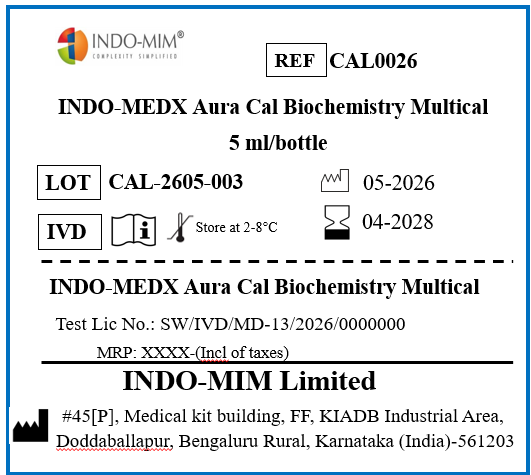 INDO-MIM®
COMPLEXITY SIMPLIFIED
REF CAL0026
INDO-MEDX Aura Cal Biochemistry Multical
5 ml/bottle
LOT CAL-2605-003
05-2026
IVD i Store at 2-8°C
04-2028
INDO-MEDX Aura Cal Biochemistry Multical
Test Lic No.: SW/IVD/MD-13/2026/0000000
MRP: XXXX-(Incl of taxes)
INDO-MIM Limited
#45[P], Medical kit building, FF, KIADB Industrial Area,
Doddaballapur, Bengaluru Rural, Karnataka (India)-561203